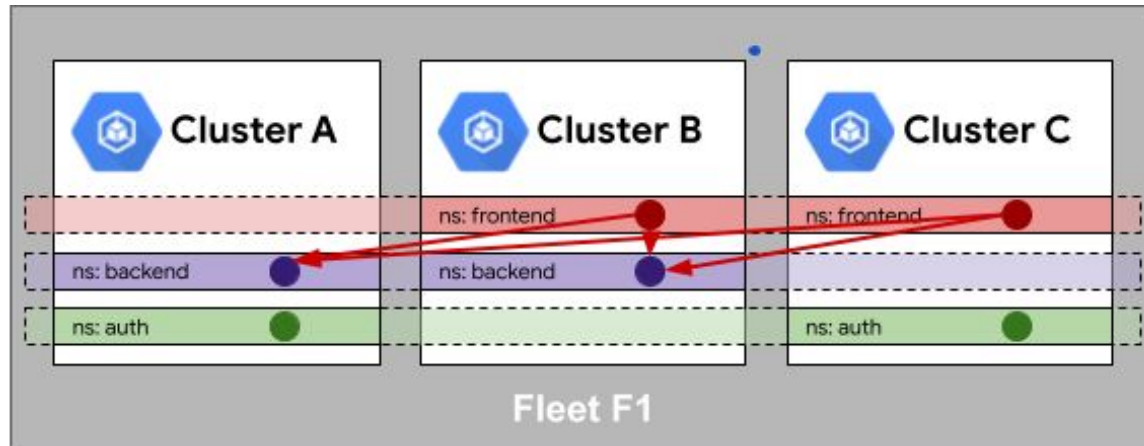 Cluster A
Cluster B
Cluster C
ns: frontend
ns: frontend
ns: backend
ns: backend
ns: auth
ns: auth
Fleet F1